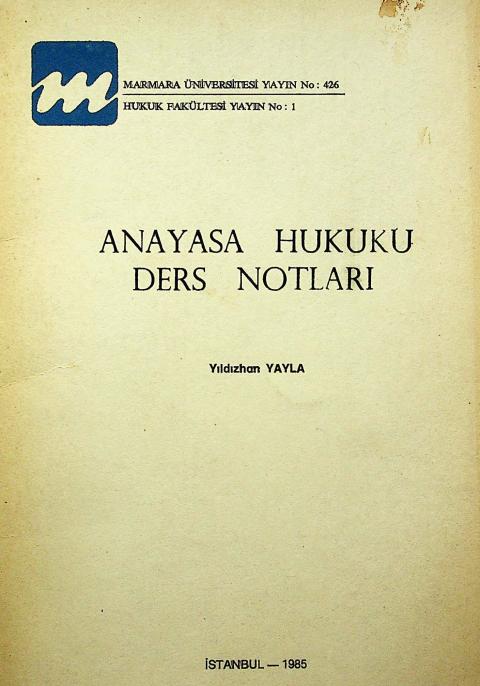 MARMARA ÜNİVERSİTESİ YAYIN No: 426
HUKUK FAKÜLTESİ YAYIN No: 1
ANAYASA HUKUKU
DERS NOTLARI
Yıldızhan YAYLA
İSTANBUL — 1985